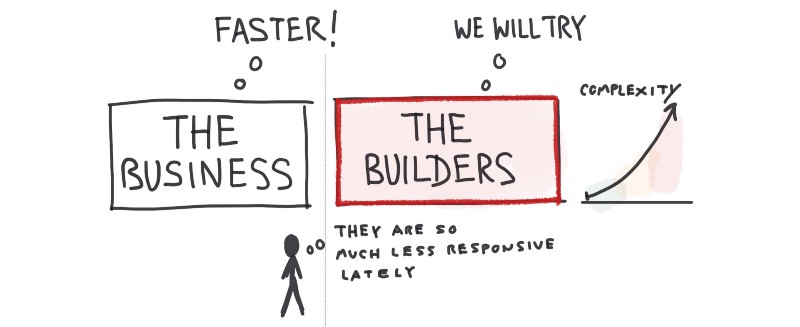 FASTER!
WE WILL TRY
THE
BUSINESS
THE
BUILDERS
COMPLEXITY
THEY ARE SO
MUCH LESS RESPONSIVE
LATELY